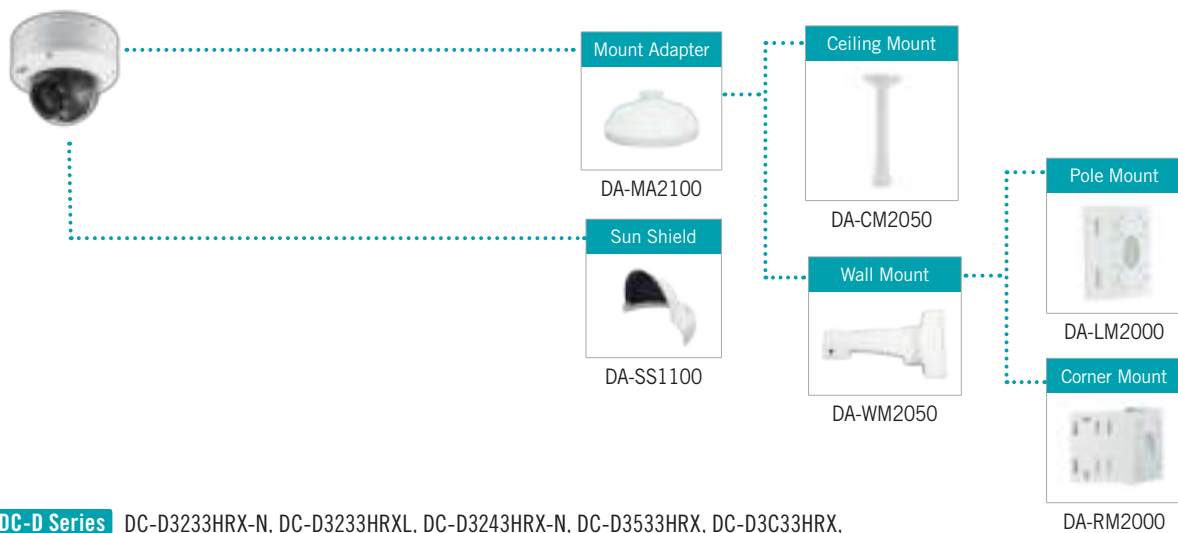 Mount Adapter
DA-MA2100
Ceiling Mount
DA-CM2050
Sun Shield
DA-SS1100
Wall Mount
DA-WM2050
Pole Mount
DA-LM2000
Corner Mount
DA-RM2000
DC-D Series DC-D3233HRX-N, DC-D3233HRXL, DC-D3243HRX-N, DC-D3533HRX, DC-D3C33HRX,